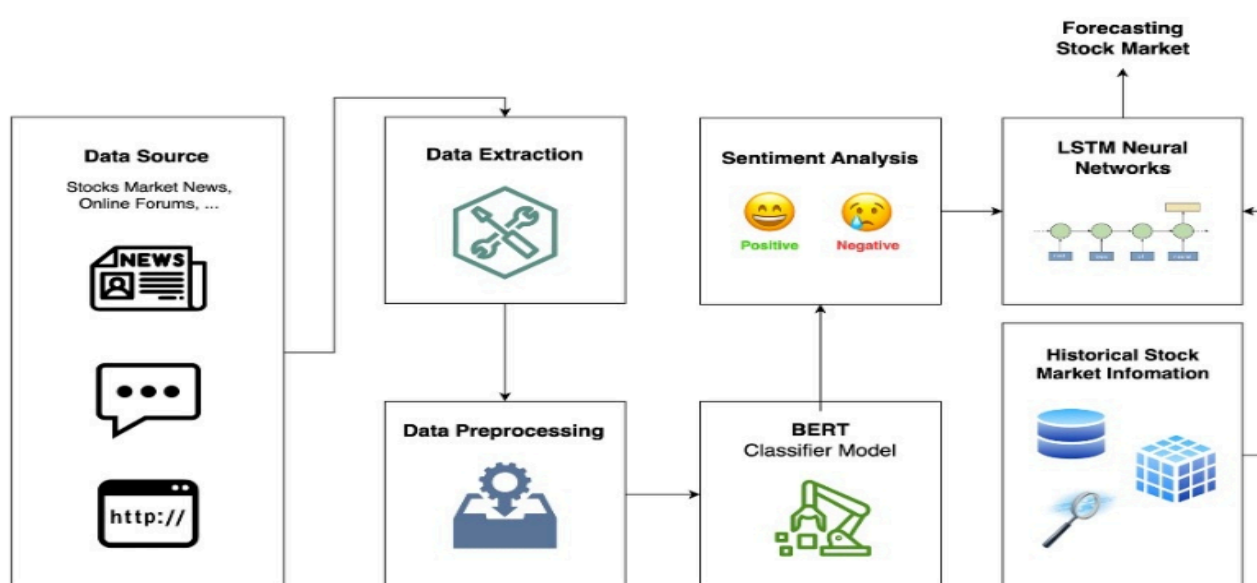 Forecasting
Stock Market
Data Source
Stocks Market News,
Online Forums, ...
NEWS
http://
Data Extraction
Data Preprocessing
Sentiment Analysis
Positive
Negative
BERT
Classifier Model
LSTM Neural
Networks
Historical Stock
Market Infomation